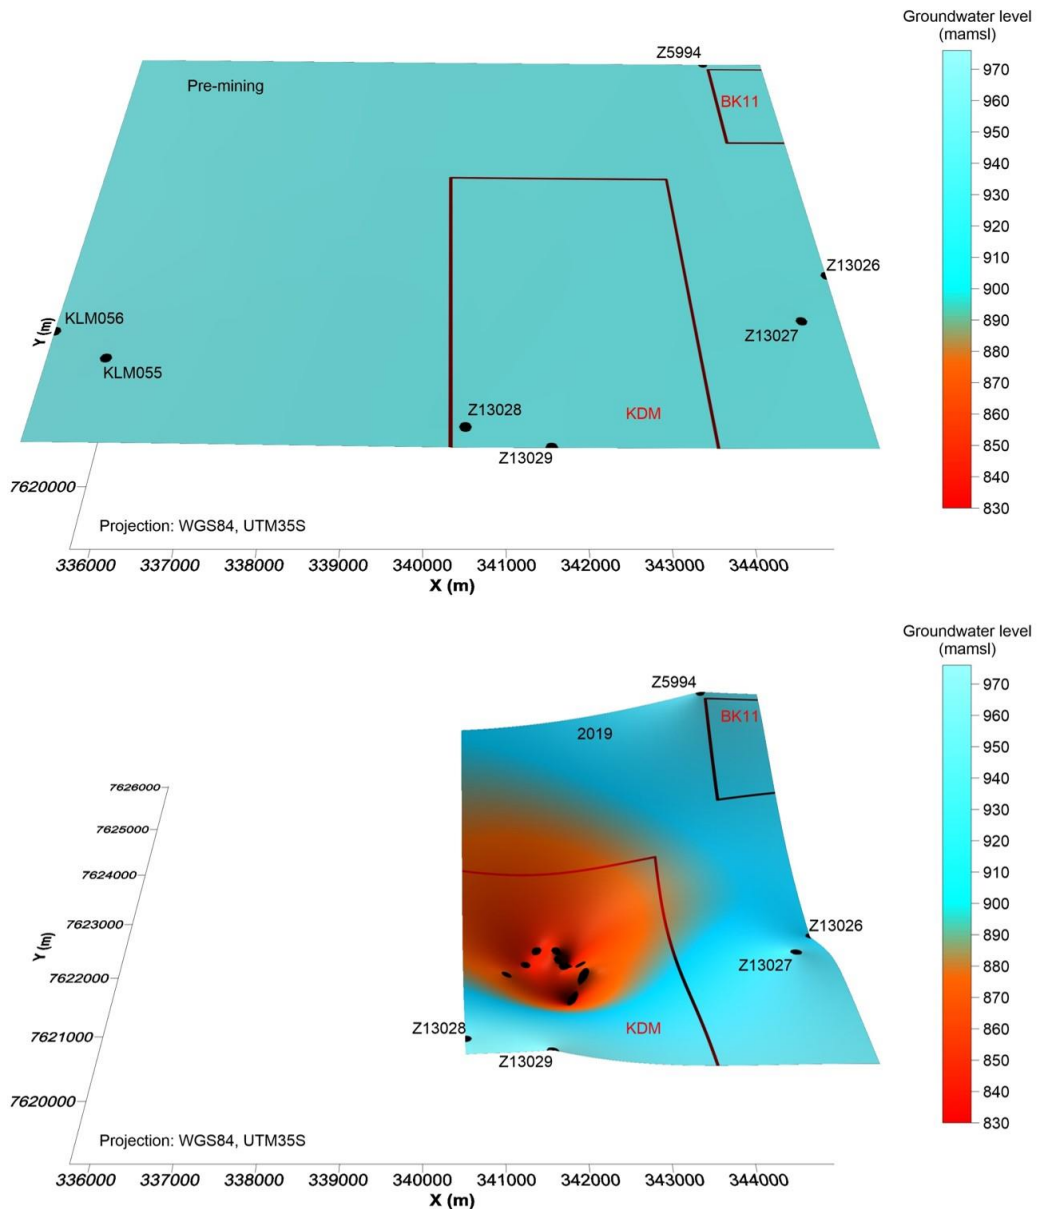 Groundwater level
(mamsl)
Z5994
970
Pre-mining
BK11
960
950
940
930
920
Z13026
910
900
KLM056
Y (m)
Z13027
890
KLM055
880
870
Z13028
KDM
860
Z13029
850
840
7620000
830
Projection: WGS84, UTM35S
336000 337000 338000 339000 340000 341000 342000 343000 344000
X (m)
Groundwater level
(mamsl)
Z5994
970
BK11
960
2019
950
940
7626000
930
7625000
920
910
7624000
900
7623000
Z13026
890
Y (m)
Z13027
7622000
880
870
Z13028
KDM
7621000
860
Z13029
850
7620000
840
830
Projection: WGS84, UTM35S
336000 337000 338000 339000 340000 341000 342000 343000 344000
X (m)